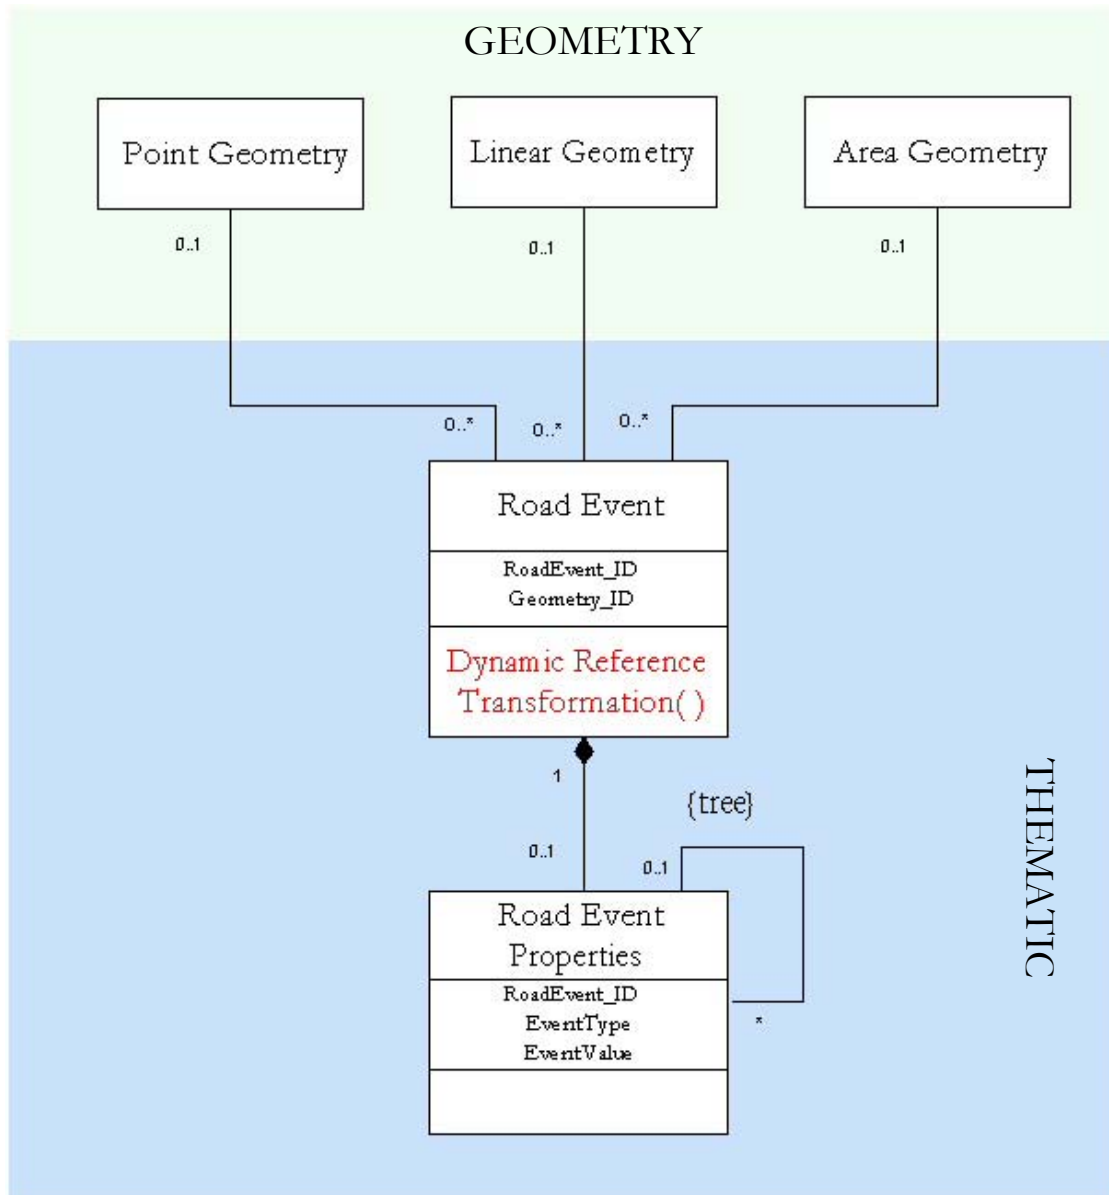 GEOMETRY
Point Geometry
Linear Geometry
Area Geometry
0..1
0..1
0..1
0..*
0..*
0..*
Road Event
RoadEvent_ID
Geometry_ID
Dynamic Reference
Transformation( )
1
{tree}
0..1
0..1
Road Event
Properties
RoadEvent_ID
EventType
EventValue
*
THEMATIC